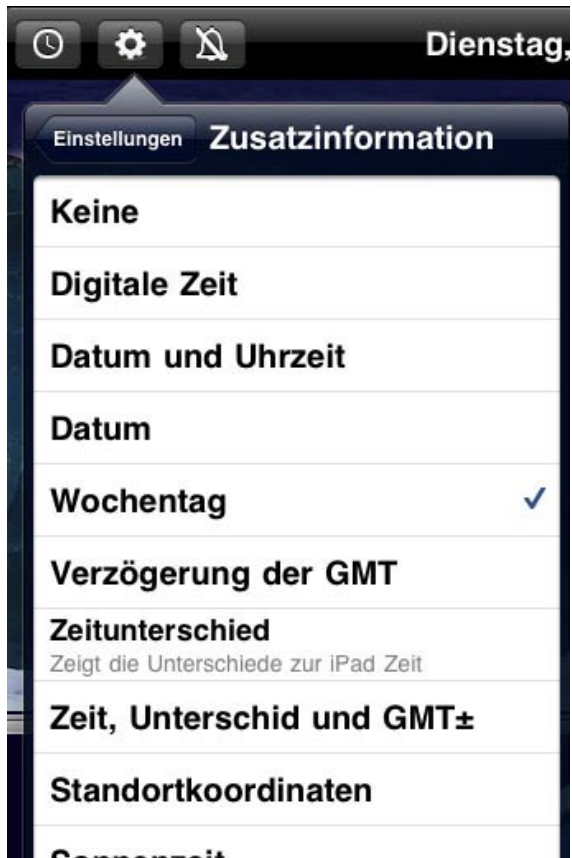 Dienstag,
Einstellungen Zusatzinformation
Keine
Digitale Zeit
Datum und Uhrzeit
Datum
Wochentag
Verzögerung der GMT
Zeitunterschied
Zeigt die Unterschiede zur iPad Zeit
Zeit, Unterschid und GMT±
Standortkoordinaten
Sonnenzeit